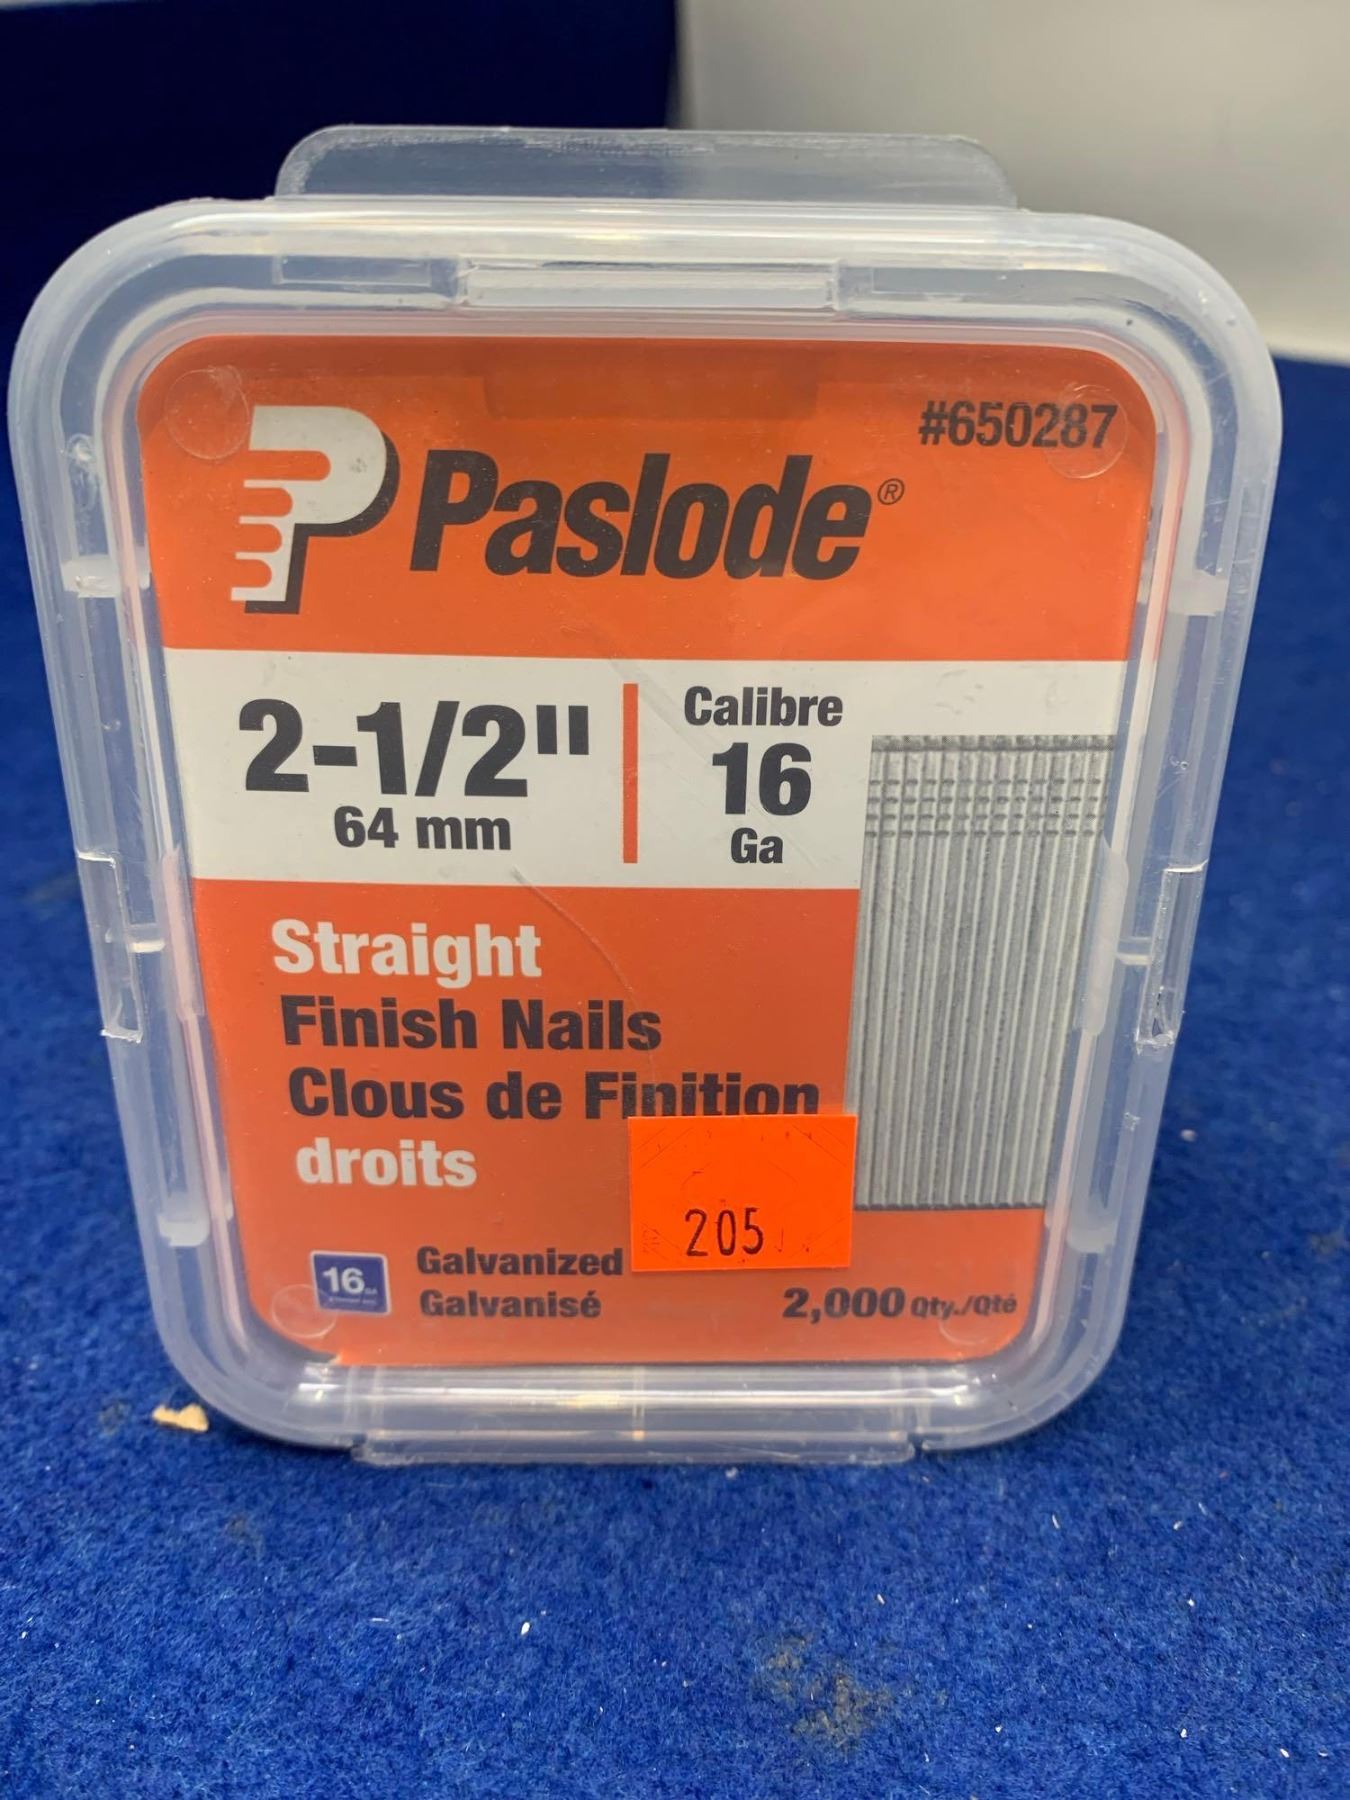 #650287
P Paslode®
2-1/2"
64 mm
Calibre
16
Ga
Straight
Finish Nails
Clous de Finition
droits
205
16GA
Galvanized
Galvanisé
2,000 Qty./Qté